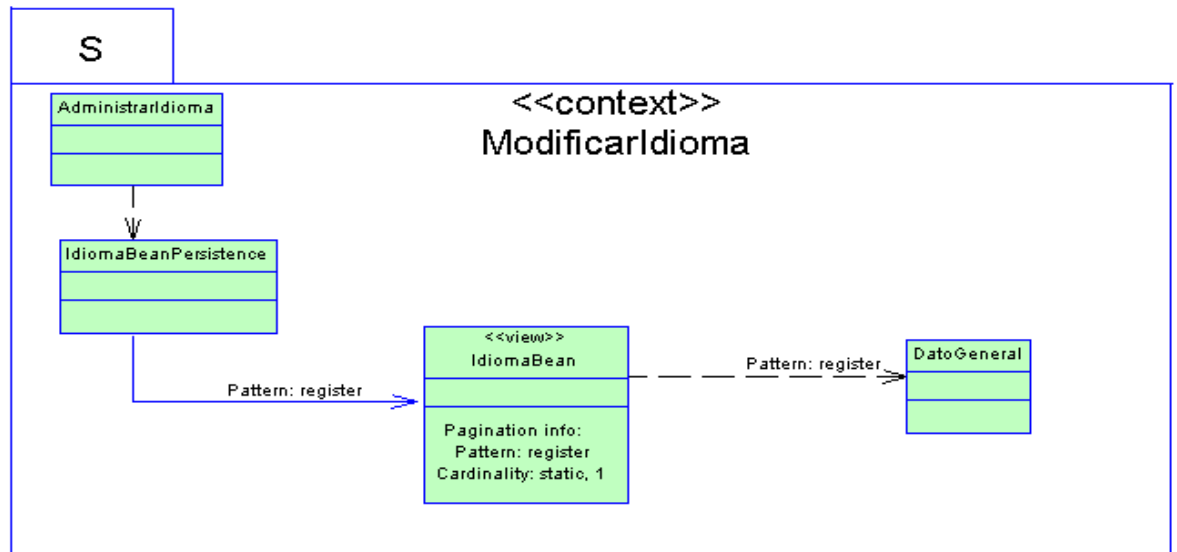 S
<<context>>
ModificarIdioma
AdministrarIdioma
IdiomaBeanPersistence
Pattern: register
<<view>>
IdiomaBean
Pagination info:
Pattern: register
Cardinality: static, 1
Pattern: register
DatoGeneral